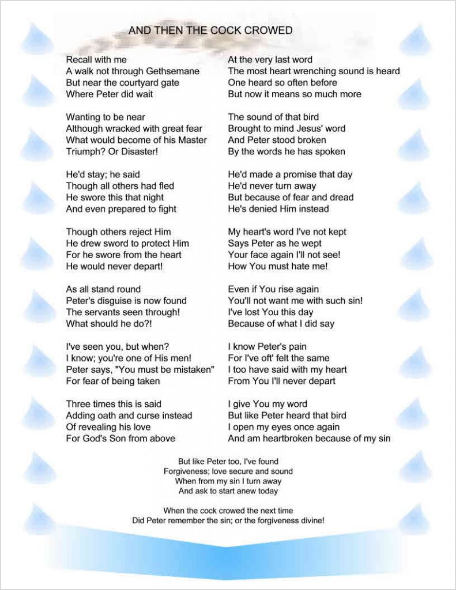 AND THEN THE COCK CROWED
Recall with me
A walk not through Gethsemane
But near the courtyard gate
Where Peter did wait
Wanting to be near
Although wracked with great fear
What would become of his Master
Triumph? Or Disaster!
He'd stay; he said
Though all others had fled
He swore this that night
And even prepared to fight
Though others reject Him
He drew sword to protect Him
For he swore from the heart
He would never depart!
As all stand round
Peter's disguise is now found
The servants seen through!
What should he do?!
I've seen you, but when?
I know; you're one of His men!
Peter says, "You must be mistaken"
For fear of being taken
Three times this is said
Adding oath and curse instead
Of revealing his love
For God's Son from above
At the very last word
The most heart wrenching sound is heard
One heard so often before
But now it means so much more
The sound of that bird
Brought to mind Jesus' word
And Peter stood broken
By the words he has spoken
He'd made a promise that day
He'd never turn away
But because of fear and dread
He's denied Him instead
My heart's word I've not kept
Says Peter as he wept
Your face again I'll not see!
How You must hate me!
Even if You rise again
You'll not want me with such sin!
I've lost You this day
Because of what I did say
I know Peter's pain
For I've oft' felt the same
I too have said with my heart
From You I'll never depart
I give You my word
But like Peter heard that bird
I open my eyes once again
And am heartbroken because of my sin
But like Peter too, I've found
Forgiveness; love secure and sound
When from my sin I turn away
And ask to start anew today
When the cock crowed the next time
Did Peter remember the sin; or the forgiveness divine!